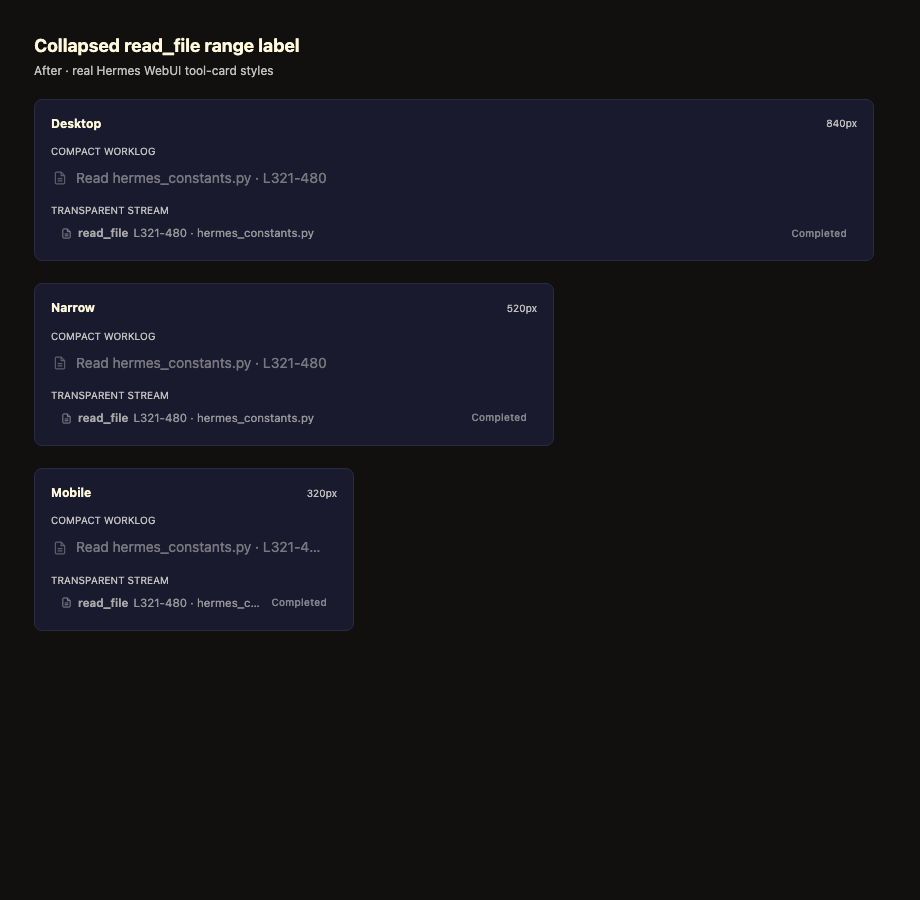 Collapsed read_file range label
After · real Hermes WebUI tool-card styles
Desktop 840px
COMPACT WORKLOG
Read hermes_constants.py · L321-480
TRANSPARENT STREAM
read_file L321-480 · hermes_constants.py Completed
Narrow 520px
COMPACT WORKLOG
Read hermes_constants.py · L321-480
TRANSPARENT STREAM
read_file L321-480 · hermes_constants.py Completed
Mobile 320px
COMPACT WORKLOG
Read hermes_constants.py · L321-4...
TRANSPARENT STREAM
read_file L321-480 · hermes_c... Completed